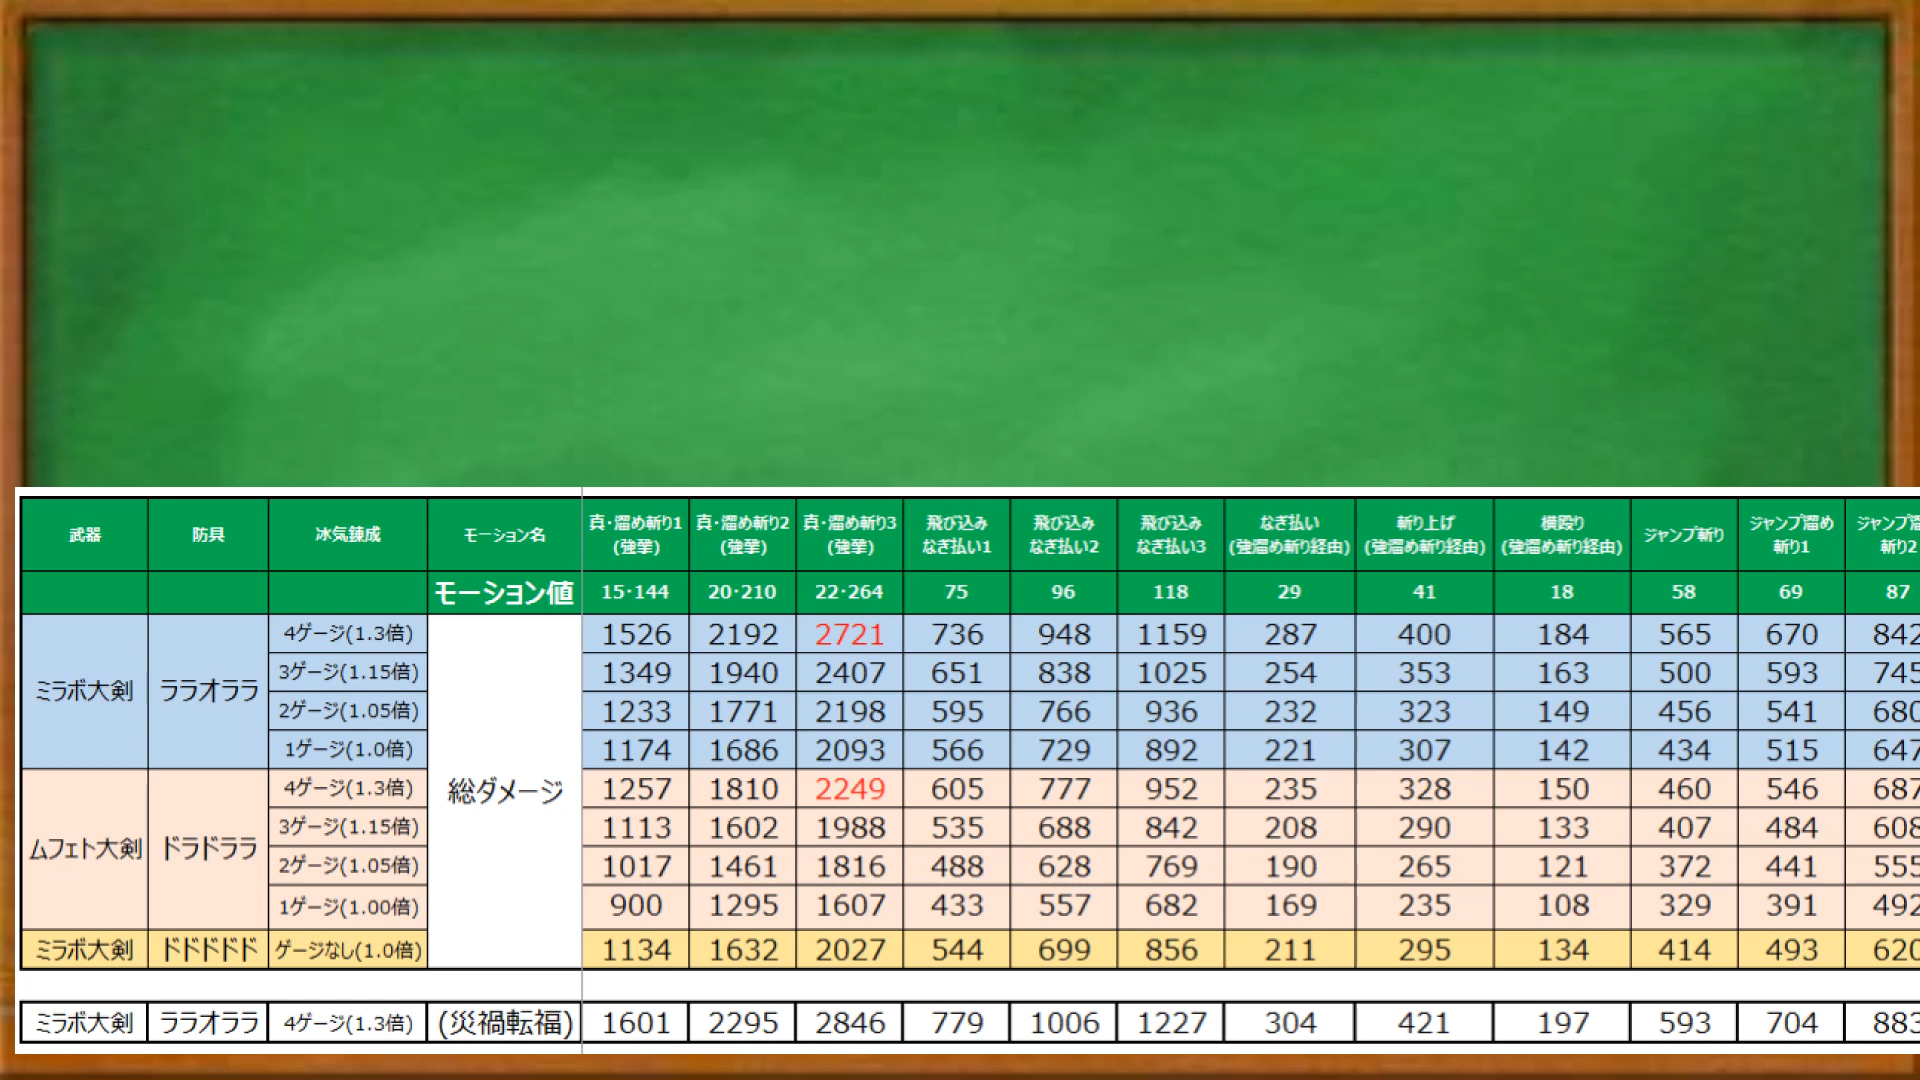 武器 防具 冰気錬成 モーション名 真・溜め斬り1 (強撃) 真・溜め斬り2 (強撃) 真・溜め斬り3 (強撃) 飛び込み なぎ払い1 飛び込み なぎ払い2 飛び込み なぎ払い3 なぎ払い (強溜め斬り経由) 斬り上げ (強溜め斬り経由) 横殴り (強溜め斬り経由) ジャンプ斬り ジャンプ溜め 斬り1 ジャンプ溜 斬り2
モーション値 15・144 20・210 22・264 75 96 118 29 41 18 58 69 87
ミラボ大剣 ララオララ 4ゲージ(1.3倍) 総ダメージ 1526 2192 2721 736 948 1159 287 400 184 565 670 842
3ゲージ(1.15倍) 1349 1940 2407 651 838 1025 254 353 163 500 593 745
2ゲージ(1.05倍) 1233 1771 2198 595 766 936 232 323 149 456 541 680
1ゲージ(1.0倍) 1174 1686 2093 566 729 892 221 307 142 434 515 647
ムフェト大剣 ドラドララ 4ゲージ(1.3倍) 1257 1810 2249 605 777 952 235 328 150 460 546 687
3ゲージ(1.15倍) 1113 1602 1988 535 688 842 208 290 133 407 484 608
2ゲージ(1.05倍) 1017 1461 1816 488 628 769 190 265 121 372 441 555
1ゲージ(1.00倍) 900 1295 1607 433 557 682 169 235 108 329 391 492
ミラボ大剣 ドドドドド ゲージなし(1.0倍) 1134 1632 2027 544 699 856 211 295 134 414 493 620
ミラボ大剣 ララオララ 4ゲージ(1.3倍) (災禍転福) 1601 2295 2846 779 1006 1227 304 421 197 593 704 883